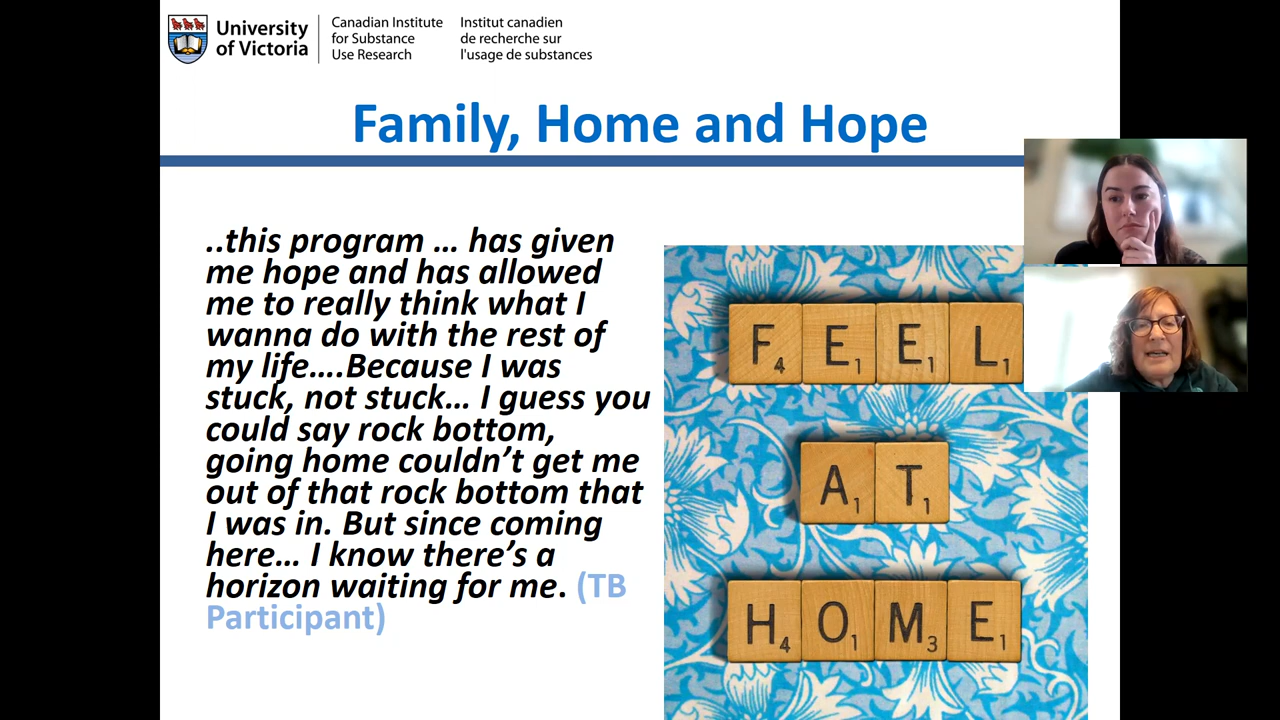 University
of Victoria
Canadian Institute
for Substance
Use Research
Institut canadien
de recherche sur
l'usage de substances
Family, Home and Hope
..this program … has given
me hope and has allowed
me to really think what I
wanna do with the rest of
my life….Because I was
stuck, not stuck… I guess you
could say rock bottom,
going home couldn’t get me
out of that rock bottom that
I was in. But since coming
here… I know there’s a
horizon waiting for me. (TB
Participant)
F4 E1 E1 L1
A1 T1
H4 O1 M3 E1